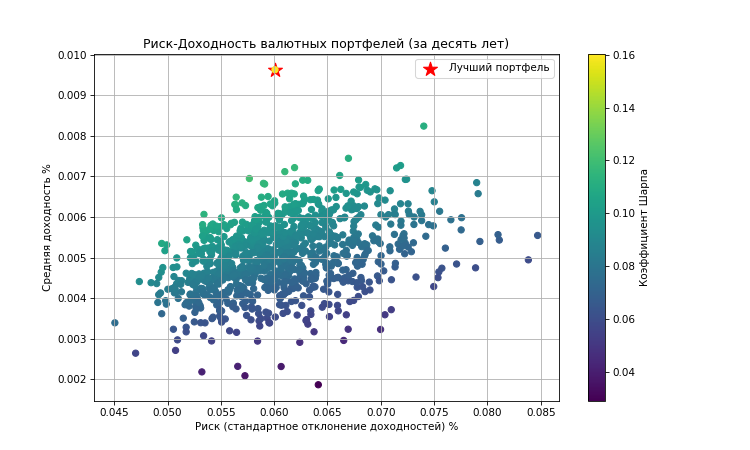 Риск-Доходность валютных портфелей (за десять лет)
Лучший портфель
0.010
0.009
0.008
0.007
0.006
0.005
0.004
0.003
0.002
Средняя доходность %
0.045 0.050 0.055 0.060 0.065 0.070 0.075 0.080 0.085
Риск (стандартное отклонение доходностей) %
0.16
0.14
0.12
0.10
0.08
0.06
0.04
Коэффициент Шарпа